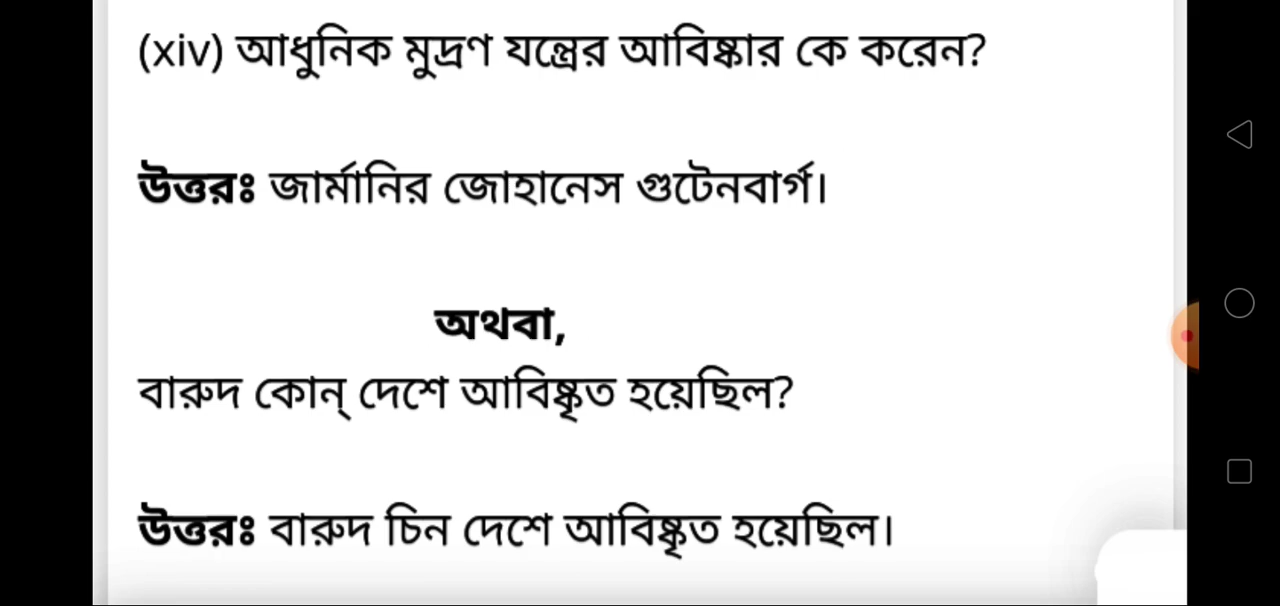 (xiv) আধুনিক মুদ্রণ যন্ত্রের আবিষ্কার কে করেন?
উত্তরঃ জার্মানির জোহানেস গুটেনবার্গ।
অথবা,
বারুদ কোন্ দেশে আবিষ্কৃত হয়েছিল?
উত্তরঃ বারুদ চিন দেশে আবিষ্কৃত হয়েছিল।